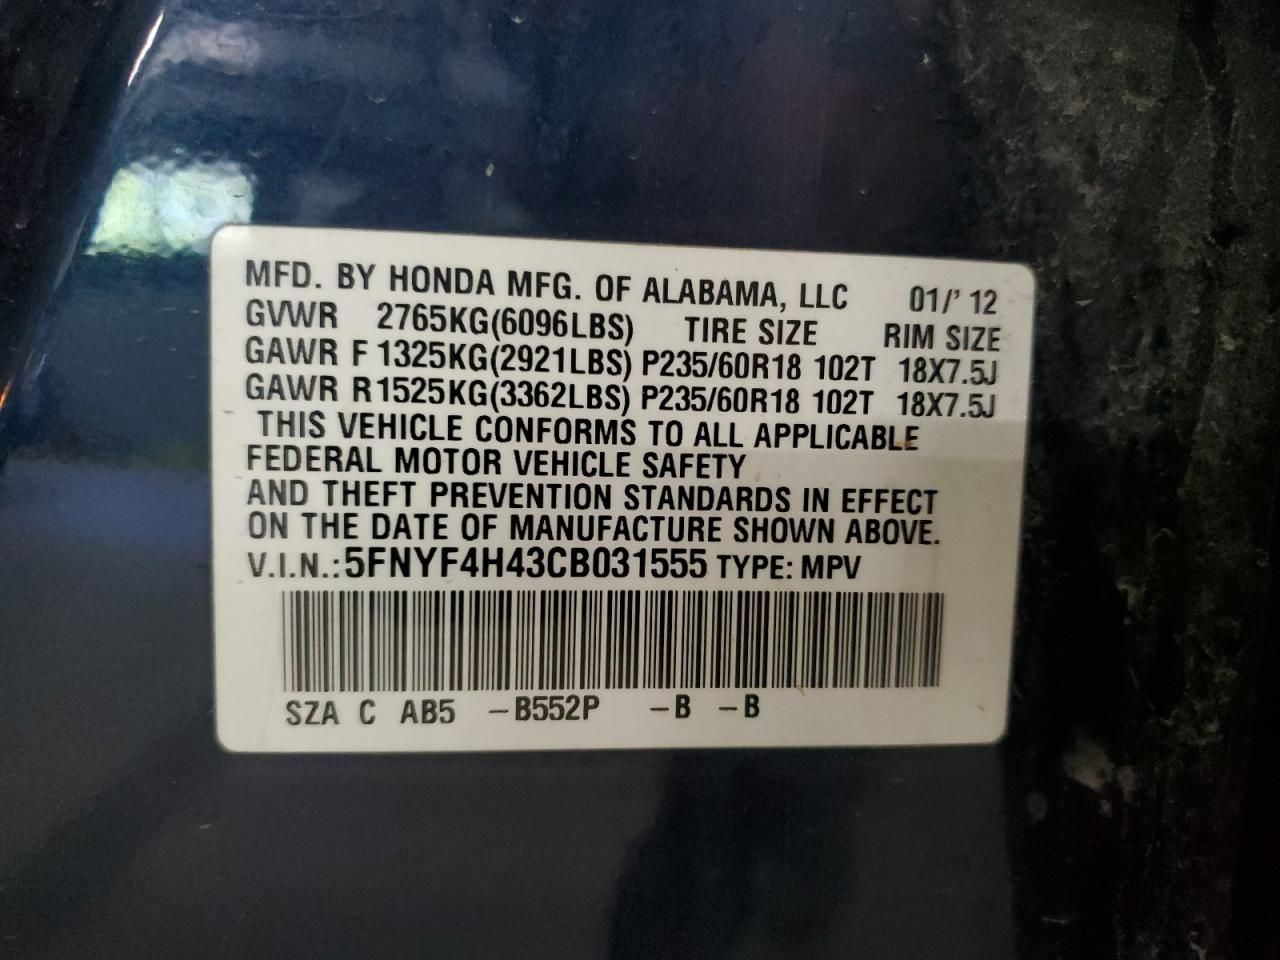 MFD. BY HONDA MFG. OF ALABAMA, LLC 01/' 12
GVWR 2765KG(6096LBS) TIRE SIZE RIM SIZE
GAWR F 1325KG(2921LBS) P235/60R18 102T 18X7.5J
GAWR R 1525KG(3362LBS) P235/60R18 102T 18X7.5J
THIS VEHICLE CONFORMS TO ALL APPLICABLE
FEDERAL MOTOR VEHICLE SAFETY
AND THEFT PREVENTION STANDARDS IN EFFECT
ON THE DATE OF MANUFACTURE SHOWN ABOVE.
V.I.N.: 5FNYF4H43CB031555 TYPE: MPV
SZA C AB5 -B552P -B -B